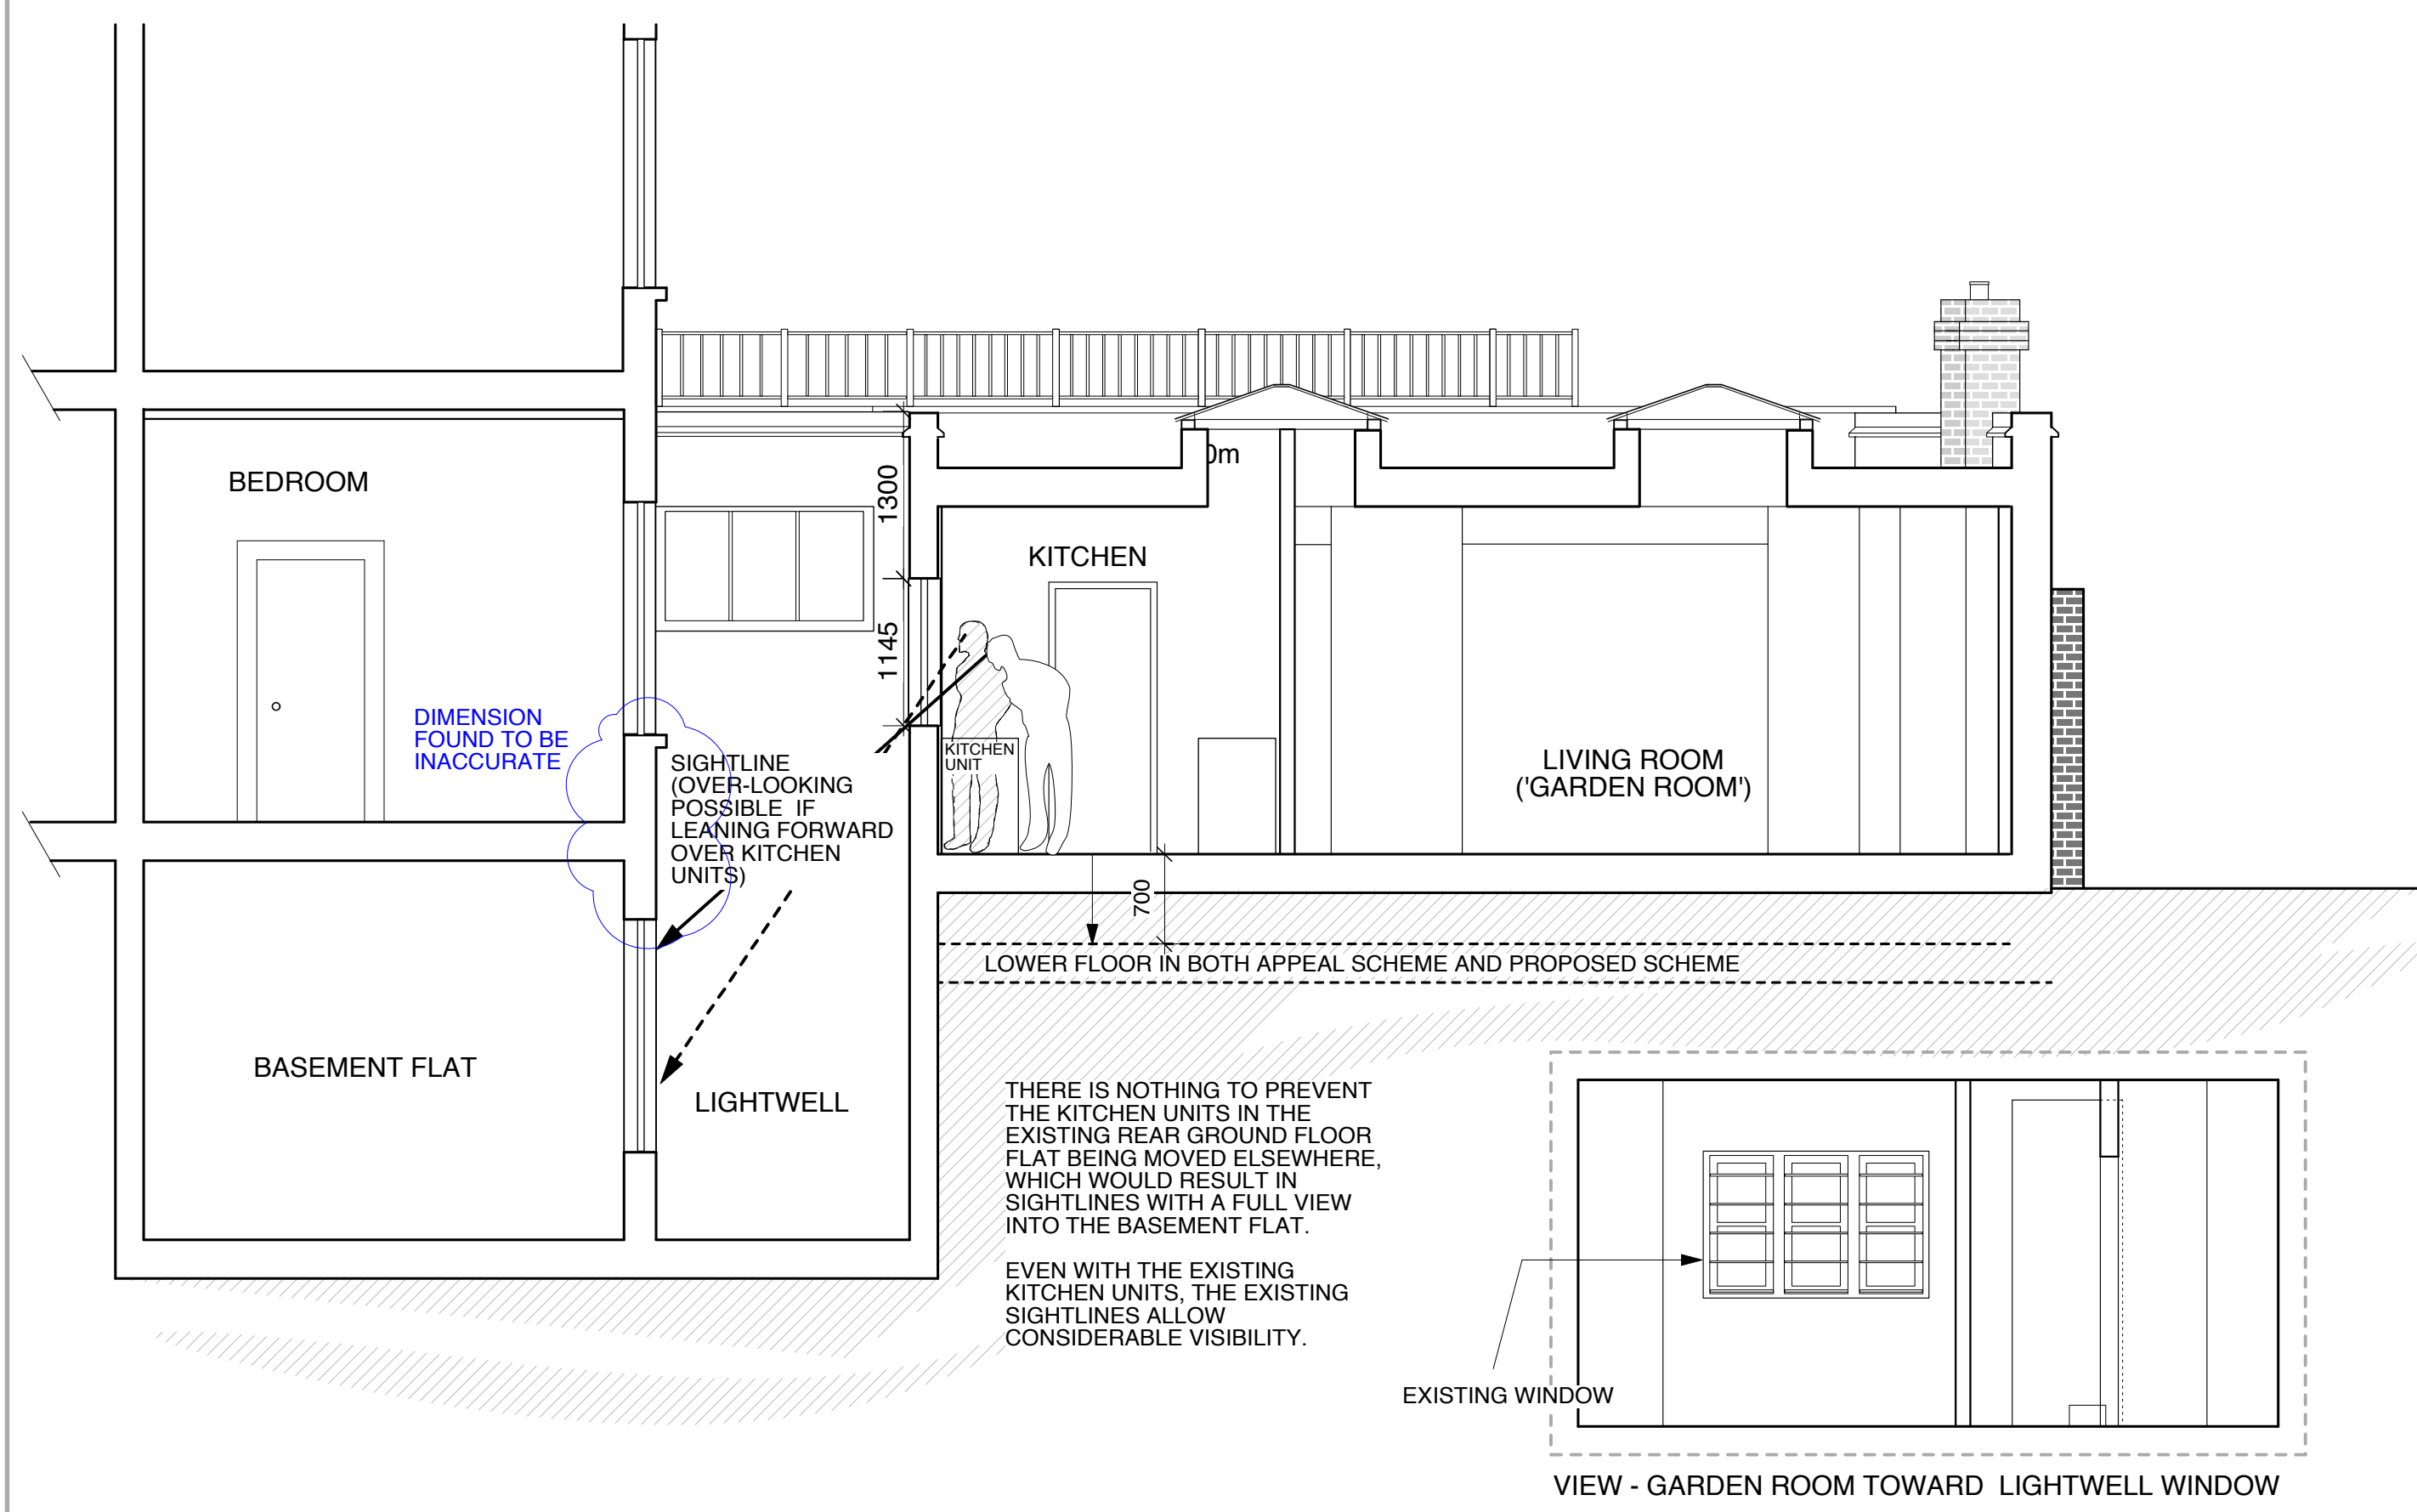 BEDROOM
0m
1300
KITCHEN
1145
DIMENSION
FOUND TO BE
INACCURATE
SIGHTLINE
(OVER-LOOKING
POSSIBLE IF
LEANING FORWARD
OVER KITCHEN
UNITS)
KITCHEN
UNIT
LIVING ROOM
('GARDEN ROOM')
700
LOWER FLOOR IN BOTH APPEAL SCHEME AND PROPOSED SCHEME
BASEMENT FLAT
LIGHTWELL
THERE IS NOTHING TO PREVENT
THE KITCHEN UNITS IN THE
EXISTING REAR GROUND FLOOR
FLAT BEING MOVED ELSEWHERE,
WHICH WOULD RESULT IN
SIGHTLINES WITH A FULL VIEW
INTO THE BASEMENT FLAT.
EVEN WITH THE EXISTING
KITCHEN UNITS, THE EXISTING
SIGHTLINES ALLOW
CONSIDERABLE VISIBILITY.
EXISTING WINDOW
VIEW - GARDEN ROOM TOWARD LIGHTWELL WINDOW